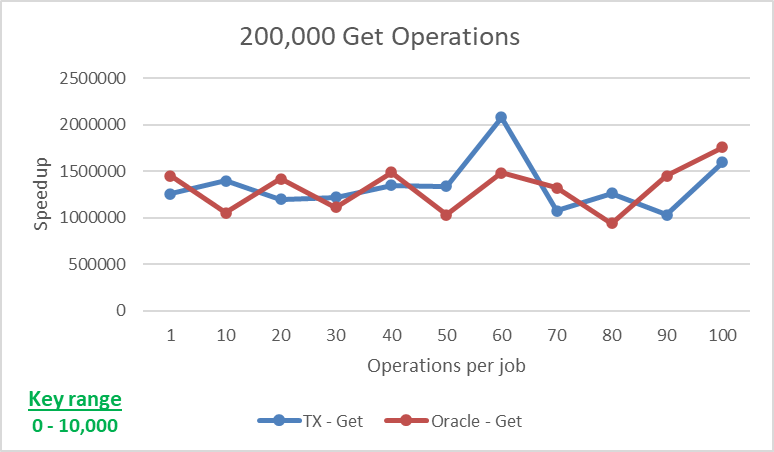 200,000 Get Operations
2500000
2000000
1500000
1000000
500000
0
Speedup
1 10 20 30 40 50 60 70 80 90 100
Operations per job
Key range
0 - 10,000
TX - Get Oracle - Get